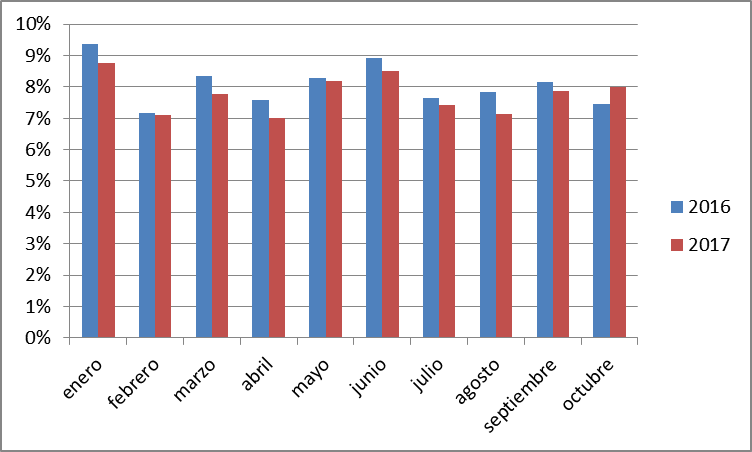 10%
9%
8%
7%
6%
5%
4%
3%
2%
1%
0%
enero
febrero
marzo
abril
mayo
junio
julio
agosto
septiembre
octubre
2016
2017